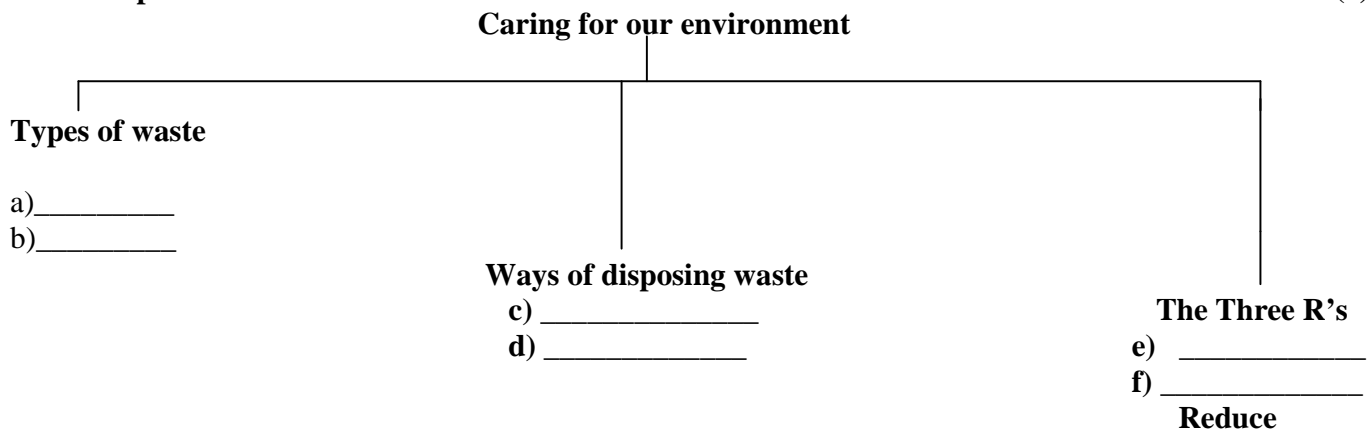 Caring for our environment
Types of waste
a)_________
b)_________
Ways of disposing waste
c) ______________
d) _____________
The Three R’s
e) ____________
f) _____________
Reduce